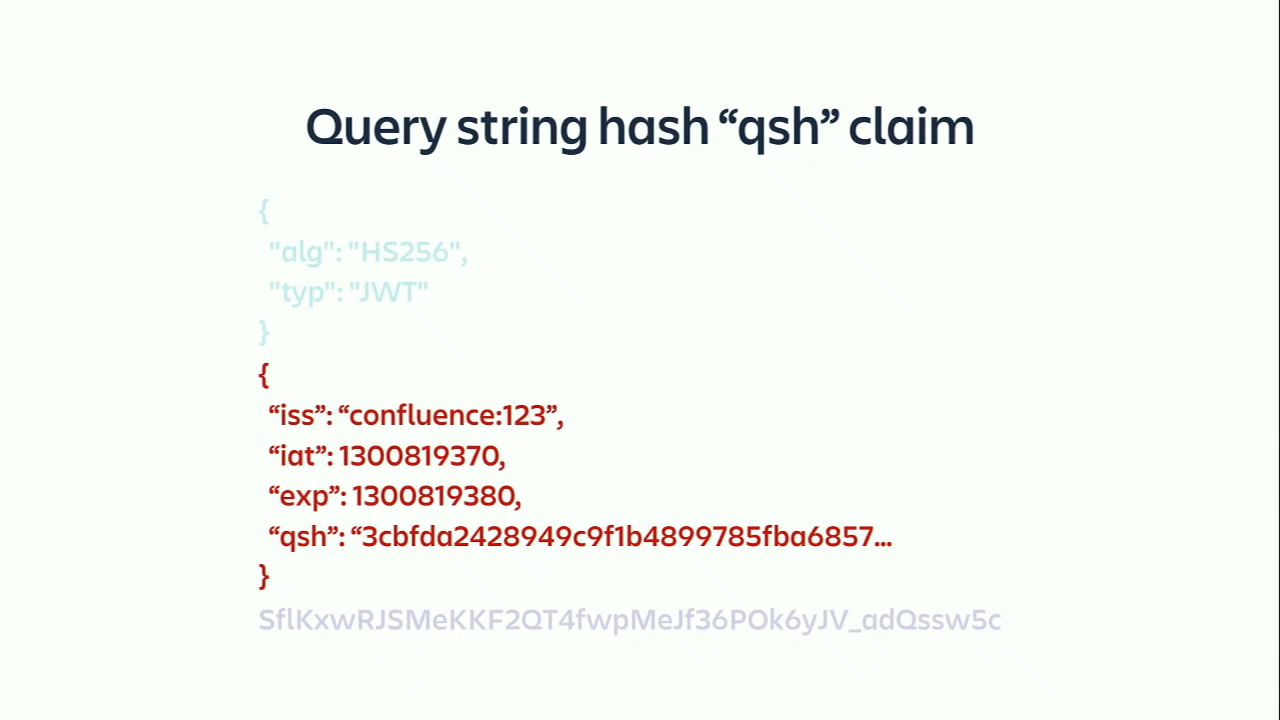 Query string hash “qsh” claim
{
"alg": "HS256",
"typ": "JWT"
}
{
“iss”: “confluence:123”,
“iat”: 1300819370,
“exp”: 1300819380,
“qsh”: “3cbfda2428949c9f1b4899785fba6857...
}
SflKxwRJSMeKKF2QT4fwpMeJf36POk6yJV_adQssw5c